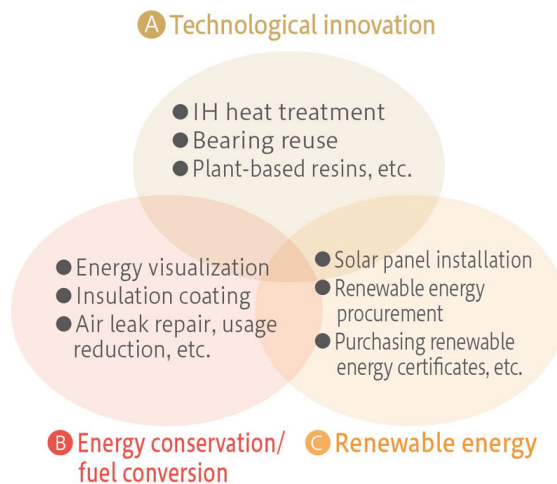 A Technological innovation
● IH heat treatment
● Bearing reuse
● Plant-based resins, etc.
● Energy visualization
● Insulation coating
● Air leak repair, usage
reduction, etc.
● Solar panel installation
● Renewable energy
procurement
● Purchasing renewable
energy certificates, etc.
B Energy conservation/
fuel conversion
C Renewable energy